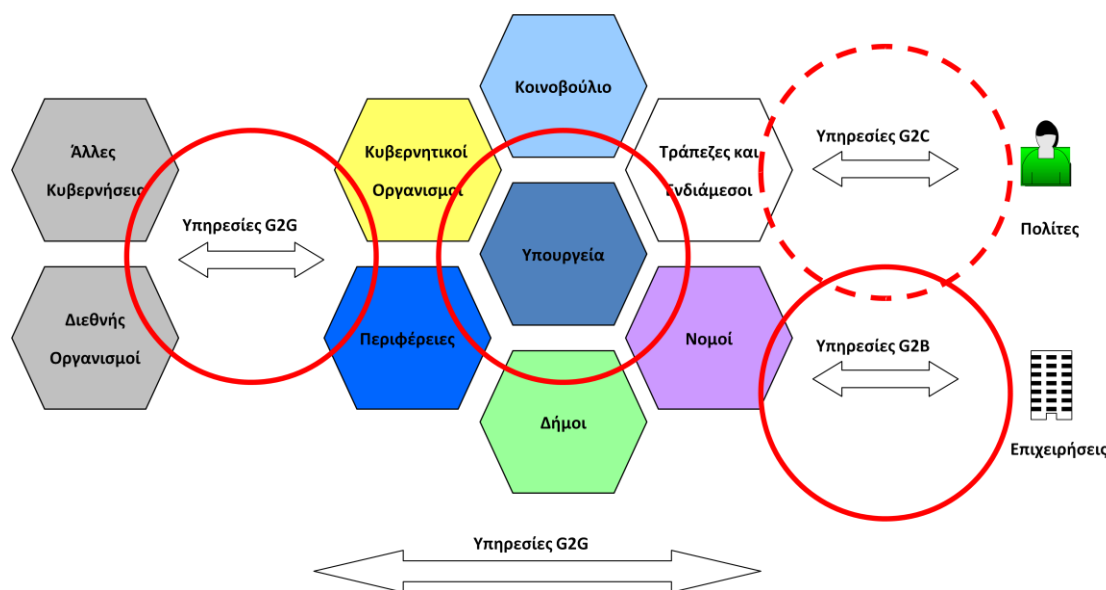 Κοινοβούλιο
Άλλες
Κυβερνήσεις
Κυβερνητικοί
Οργανισμοι
Τράπεζες και
Ενδιάμεσοι
Υπηρεσίες G2C
Πολίτες
Υπηρεσίες G2G
Υπουργεία
Διεθνής
Οργανισμοί
Περιφέρειες
Νομοί
Υπηρεσίες G2B
Επιχειρήσεις
Δήμοι
Υπηρεσίες G2G